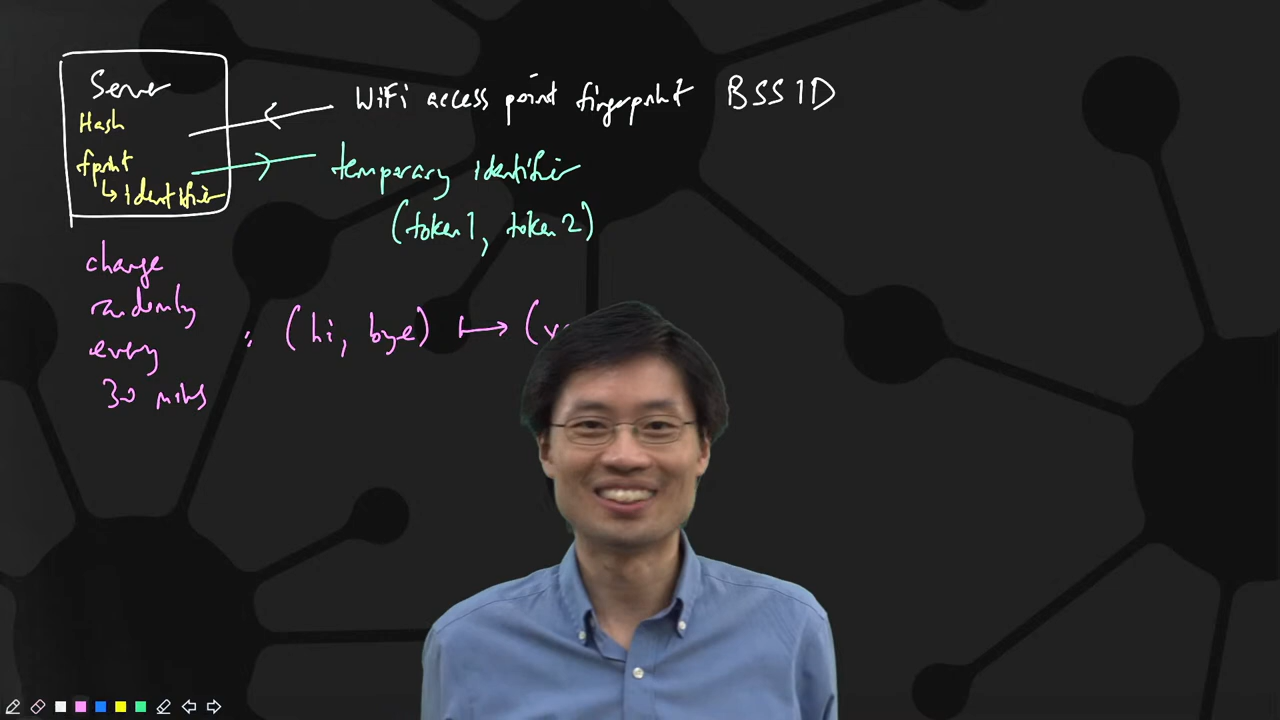 Server
Hash
fprint
↳ identifier
WiFi access point fingerprint BSSID
temporary identifier
(token1, token2)
change
randomly
every
30 mins
: (hi, bye) ↦ (